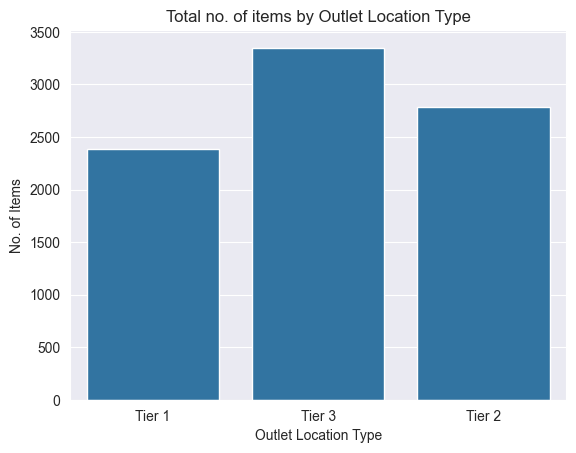 Total no. of items by Outlet Location Type
3500
3000
2500
2000
1500
1000
500
0
No. of Items
Tier 1
Tier 3
Tier 2
Outlet Location Type